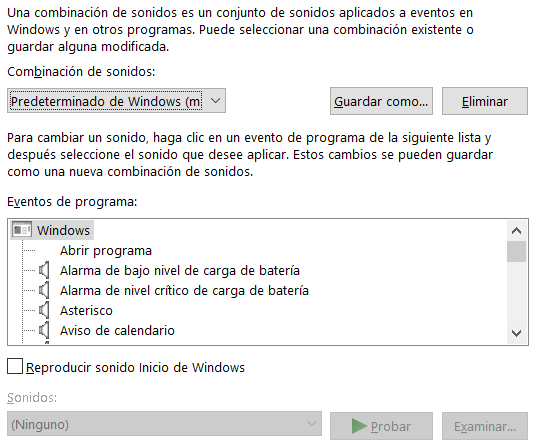 Una combinación de sonidos es un conjunto de sonidos aplicados a eventos en
Windows y en otros programas. Puede seleccionar una combinación existente o
guardar alguna modificada.
Combinación de sonidos:
Predeterminado de Windows (m
Guardar como...
Eliminar
Para cambiar un sonido, haga clic en un evento de programa de la siguiente lista y
después seleccione el sonido que desee aplicar. Estos cambios se pueden guardar
como una nueva combinación de sonidos.
Eventos de programa:
Windows
Abrir programa
Alarma de bajo nivel de carga de batería
Alarma de nivel crítico de carga de batería
Asterisco
Aviso de calendario
Reproducir sonido Inicio de Windows
Sonidos:
(Ninguno)
Probar
Examinar...